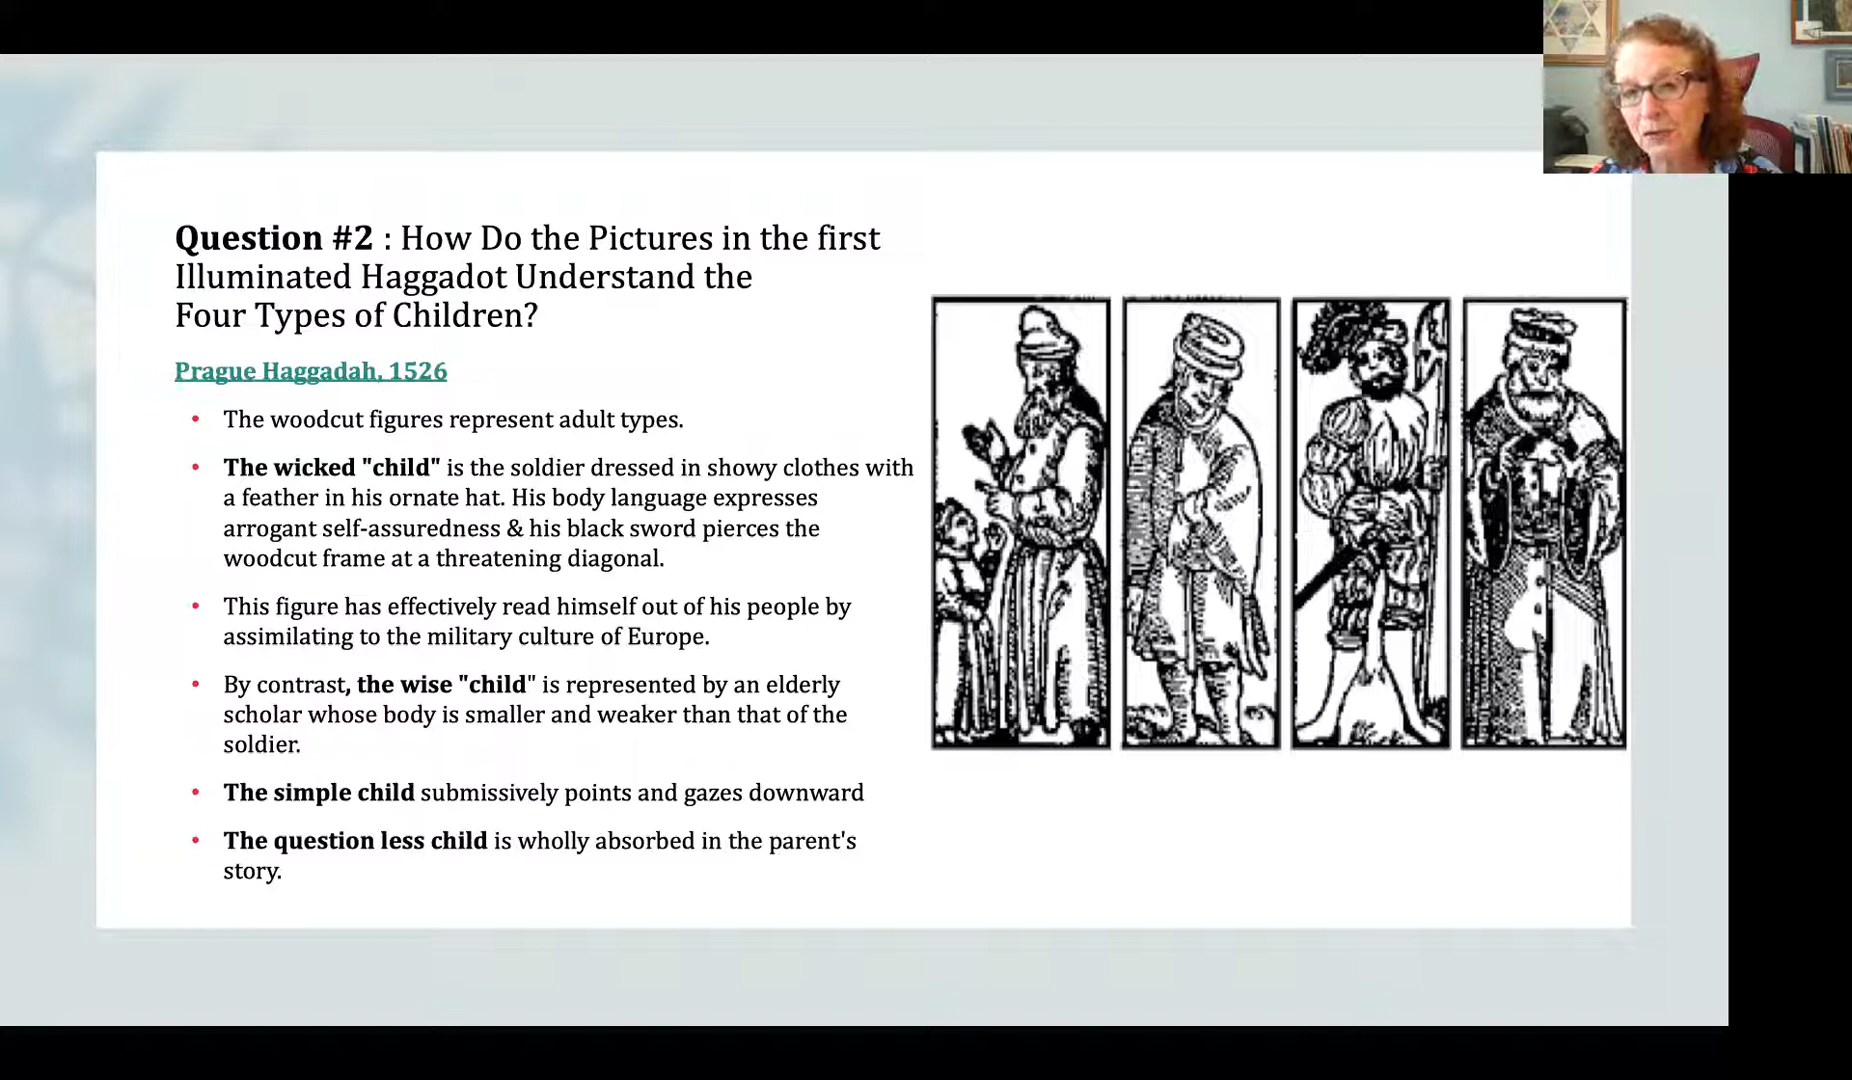 Question #2 : How Do the Pictures in the first
Illuminated Haggadot Understand the
Four Types of Children?
Prague Haggadah, 1526
• The woodcut figures represent adult types.
• The wicked "child" is the soldier dressed in showy clothes with
a feather in his ornate hat. His body language expresses
arrogant self-assuredness & his black sword pierces the
woodcut frame at a threatening diagonal.
• This figure has effectively read himself out of his people by
assimilating to the military culture of Europe.
• By contrast, the wise "child" is represented by an elderly
scholar whose body is smaller and weaker than that of the
soldier.
• The simple child submissively points and gazes downward
• The question less child is wholly absorbed in the parent's
story.